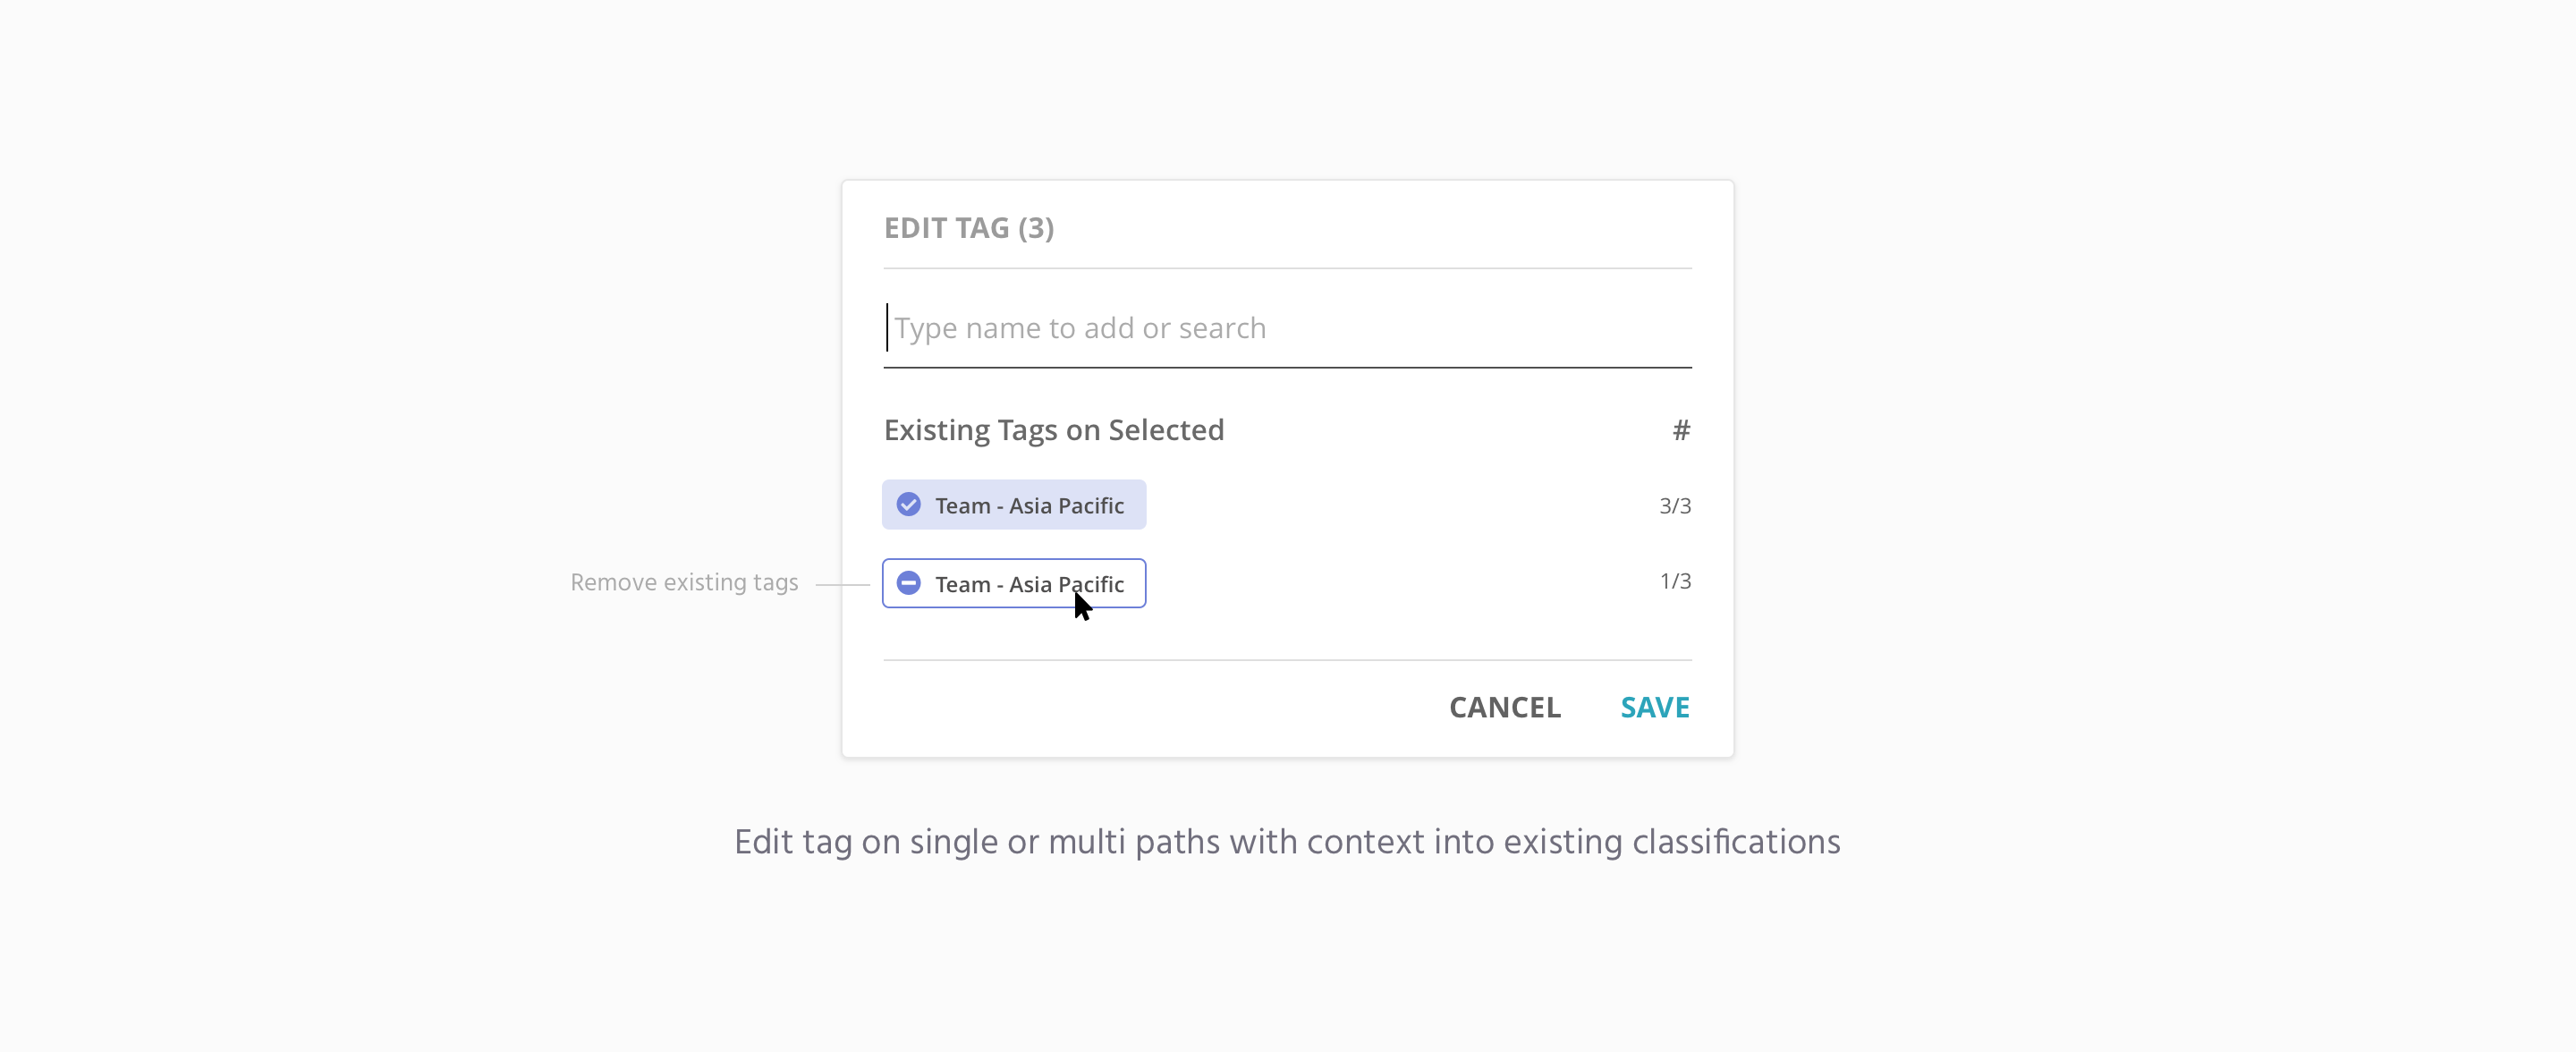 EDIT TAG (3)
Type name to add or search
Existing Tags on Selected #
Team - Asia Pacific 3/3
Remove existing tags Team - Asia Pacific 1/3
CANCEL SAVE
Edit tag on single or multi paths with context into existing classifications